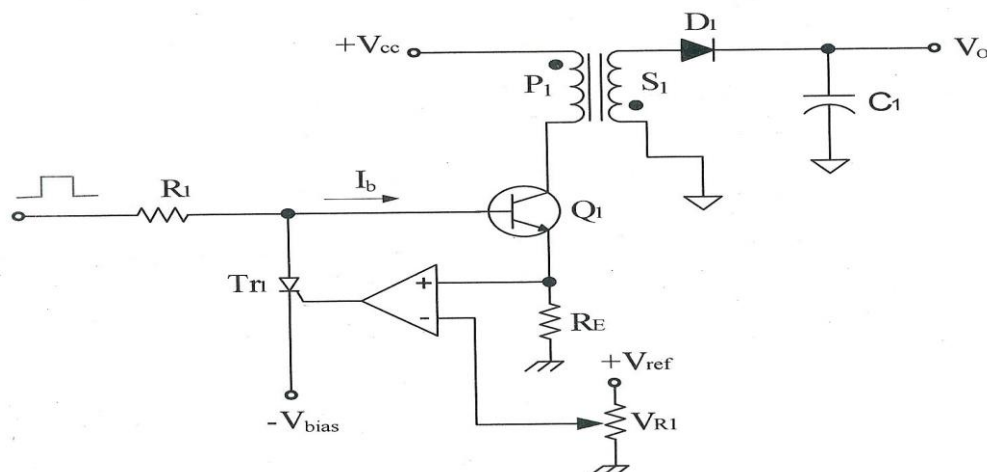 D1
+Vcc
Vo
P1
S1
C1
R1
Ib
Q1
Tr1
+
-
RE
+Vref
-Vbias
VR1